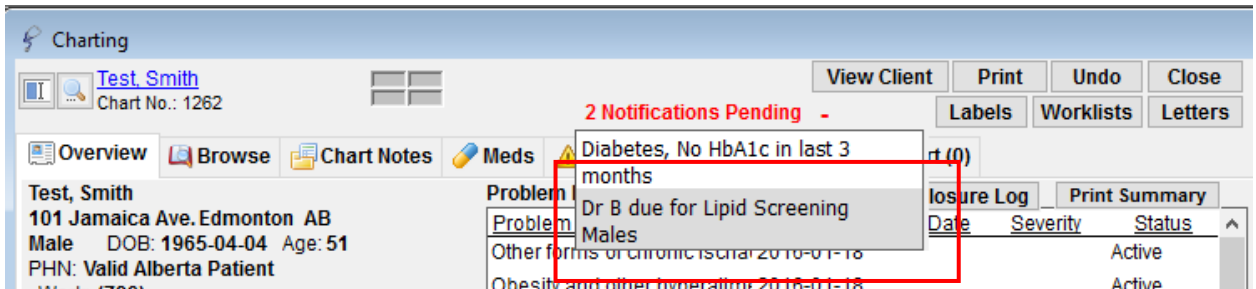 Charting
Test, Smith
Chart No.: 1262
View Client Print Undo Close
2 Notifications Pending -
Labels Worklists Letters
Overview Browse Chart Notes Meds
rt (0)
Diabetes, No HbA1c in last 3
months
Dr B due for Lipid Screening
Males
Test, Smith
101 Jamaica Ave. Edmonton AB
Male DOB: 1965-04-04 Age: 51
PHN: Valid Alberta Patient
Problem
losure Log Print Summary
Problem Date Severity Status
Other forms of chronic 2016-01-18 Active
Obesity and other 2016-01-18 Active